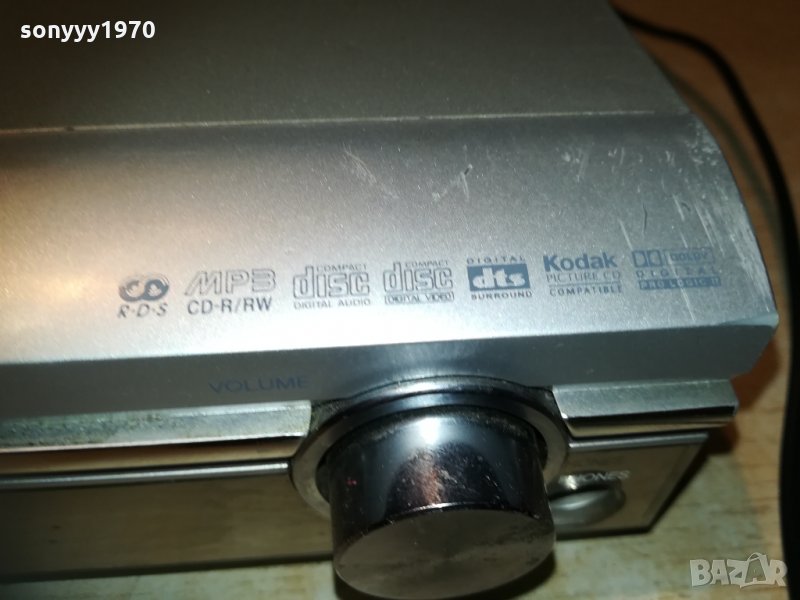 sonyyy1970
R·D·S
MP3
CD-R/RW
COMPACT
disc
DIGITAL AUDIO
COMPACT
disc
DIGITAL VIDEO
DIGITAL
dts
SURROUND
Kodak
PICTURE CD
COMPATIBLE
DOLBY
DIGITAL
PRO LOGIC II
VOLUME
BAZAR